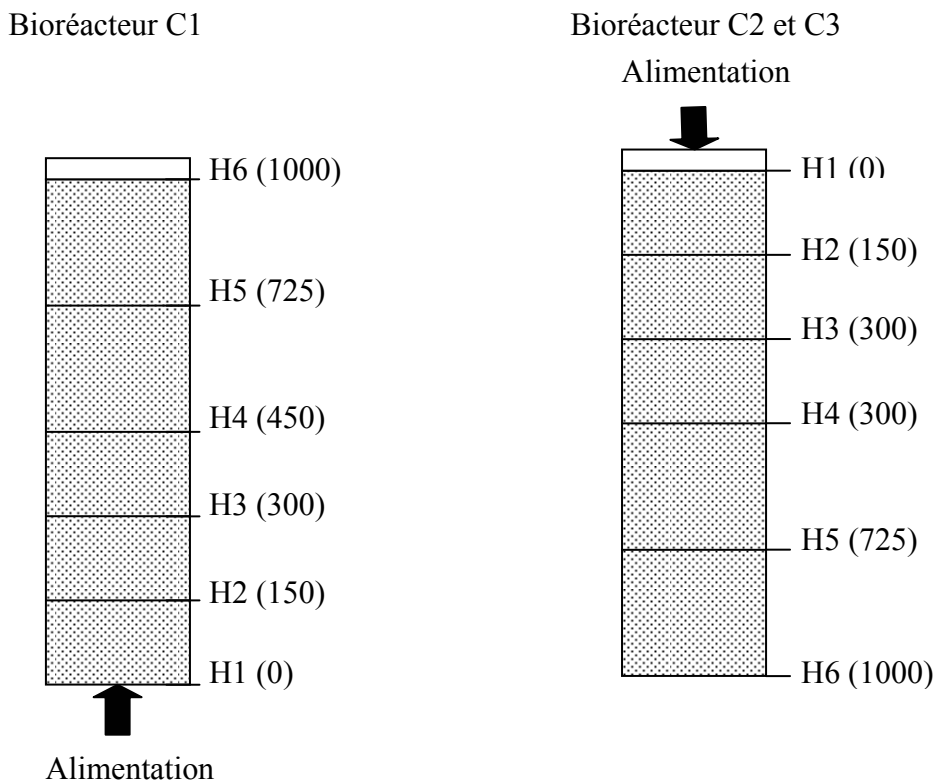 Bioréacteur C1
H6 (1000)
H5 (725)
H4 (450)
H3 (300)
H2 (150)
H1 (0)
Alimentation
Bioréacteur C2 et C3
Alimentation
H1 (0)
H2 (150)
H3 (300)
H4 (300)
H5 (725)
H6 (1000)